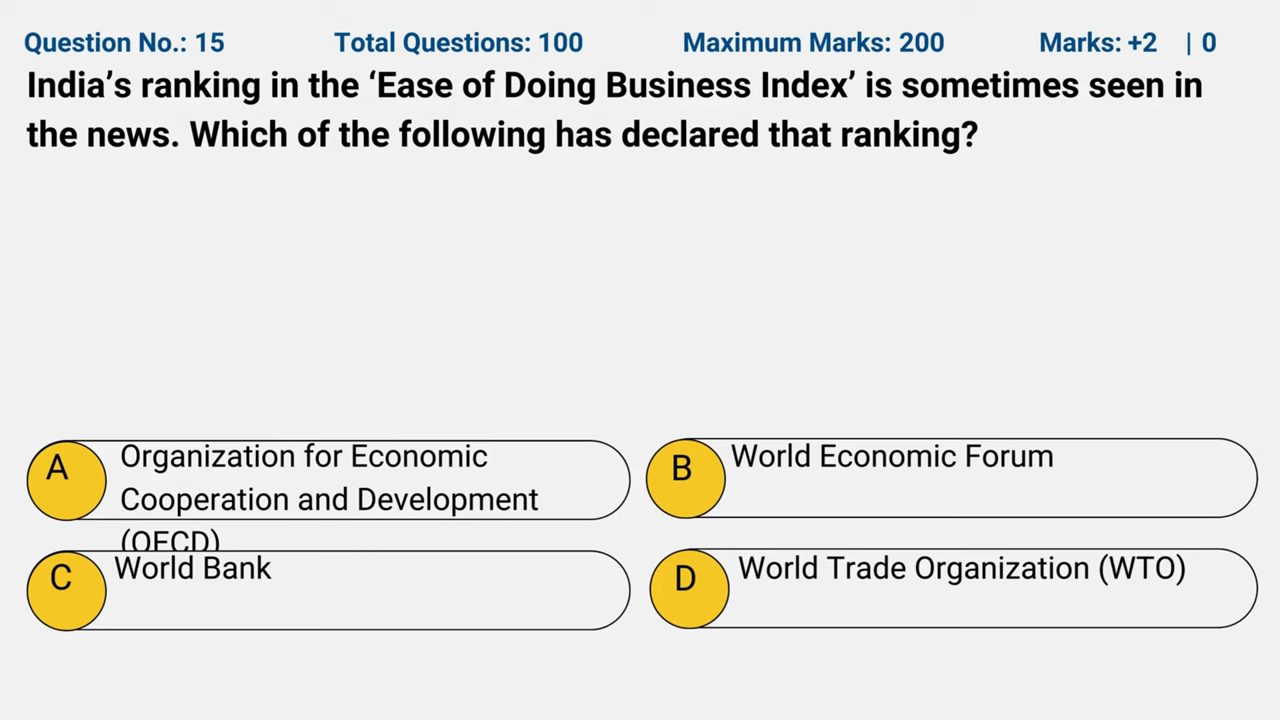 Question No.: 15 Total Questions: 100 Maximum Marks: 200 Marks: +2 | 0
India’s ranking in the ‘Ease of Doing Business Index’ is sometimes seen in
the news. Which of the following has declared that ranking?
A
Organization for Economic
Cooperation and Development
(OECD)
B
World Economic Forum
C
World Bank
D
World Trade Organization (WTO)